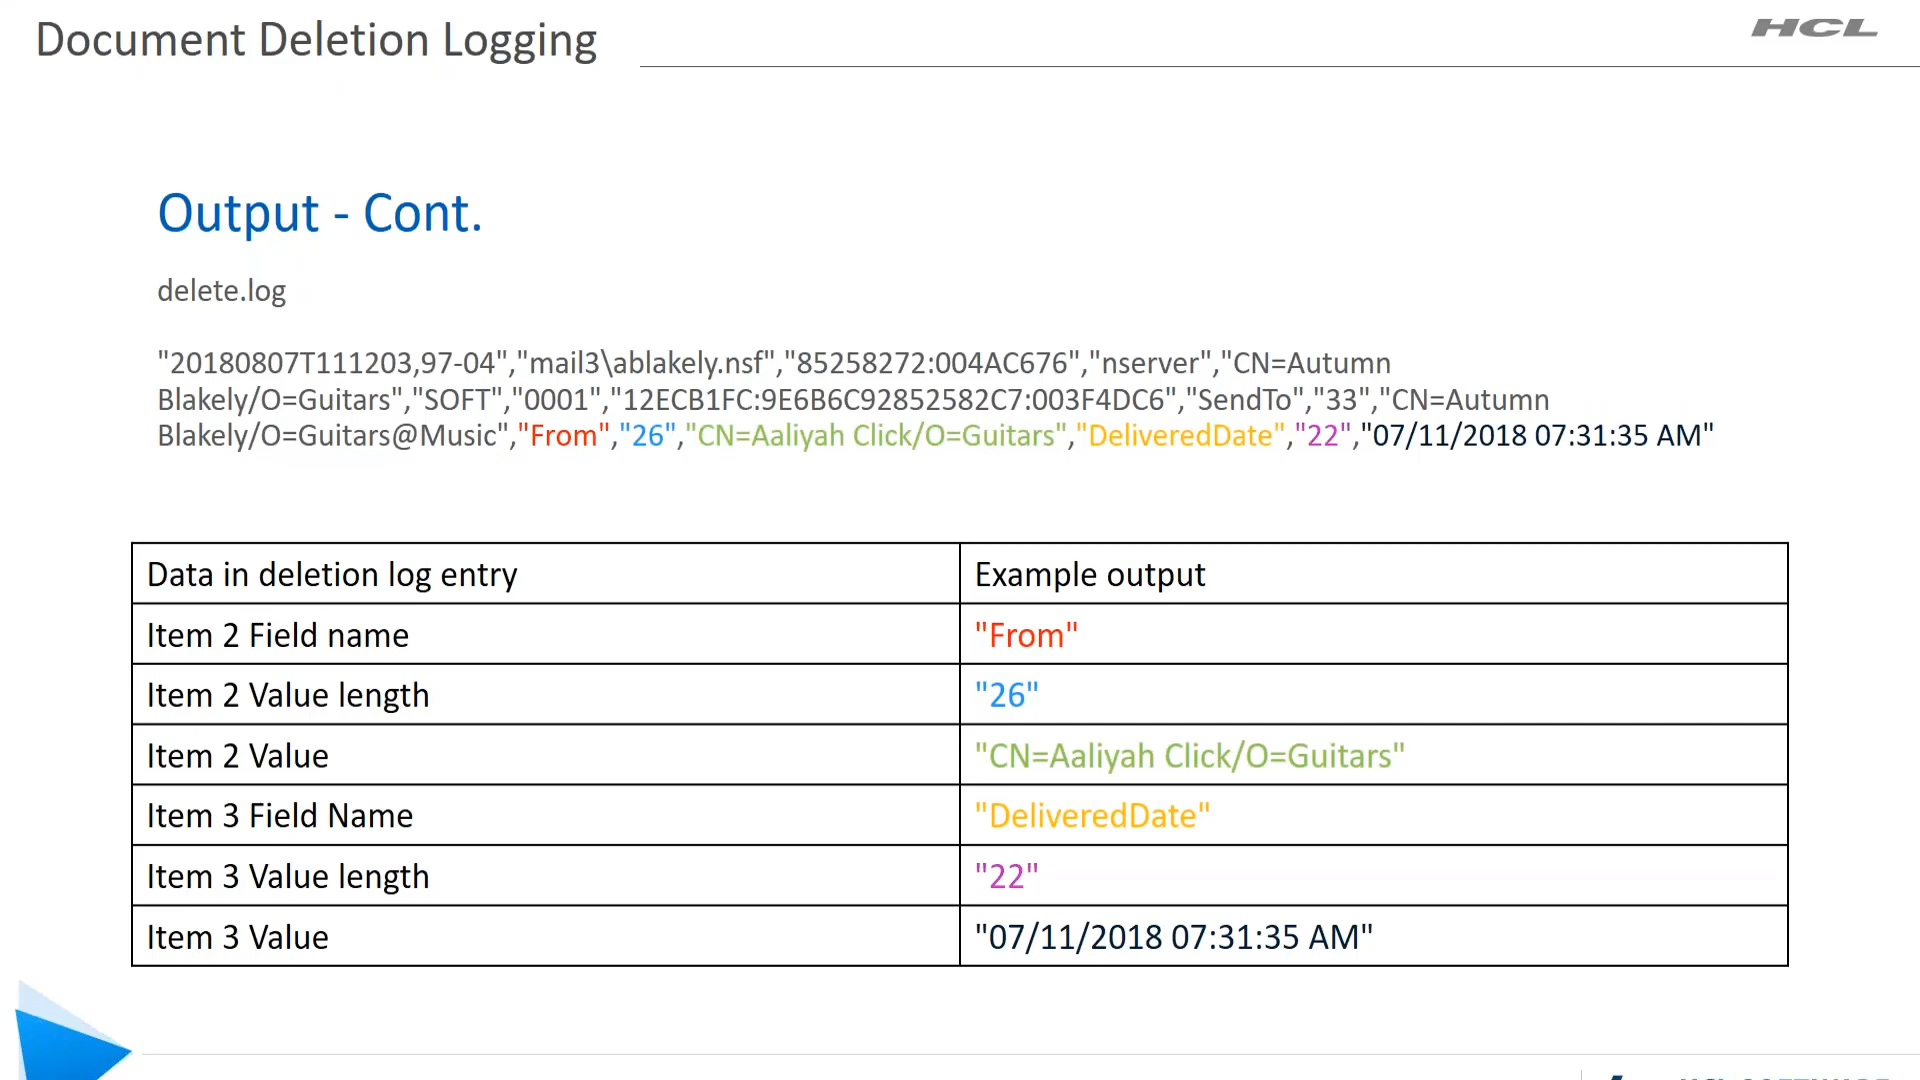 Document Deletion Logging
HCL
Output - Cont.
delete.log
"20180807T111203,97-04","mail3\ablakely.nsf","85258272:004AC676","nserver","CN=Autumn
Blakely/O=Guitars","SOFT","0001","12ECB1FC:9E6B6C92852582C7:003F4DC6","SendTo","33","CN=Autumn
Blakely/O=Guitars@Music","From","26","CN=Aaliyah Click/O=Guitars","DeliveredDate","22","07/11/2018 07:31:35 AM"
Data in deletion log entry
Example output
Item 2 Field name
"From"
Item 2 Value length
"26"
Item 2 Value
"CN=Aaliyah Click/O=Guitars"
Item 3 Field Name
"DeliveredDate"
Item 3 Value length
"22"
Item 3 Value
"07/11/2018 07:31:35 AM"